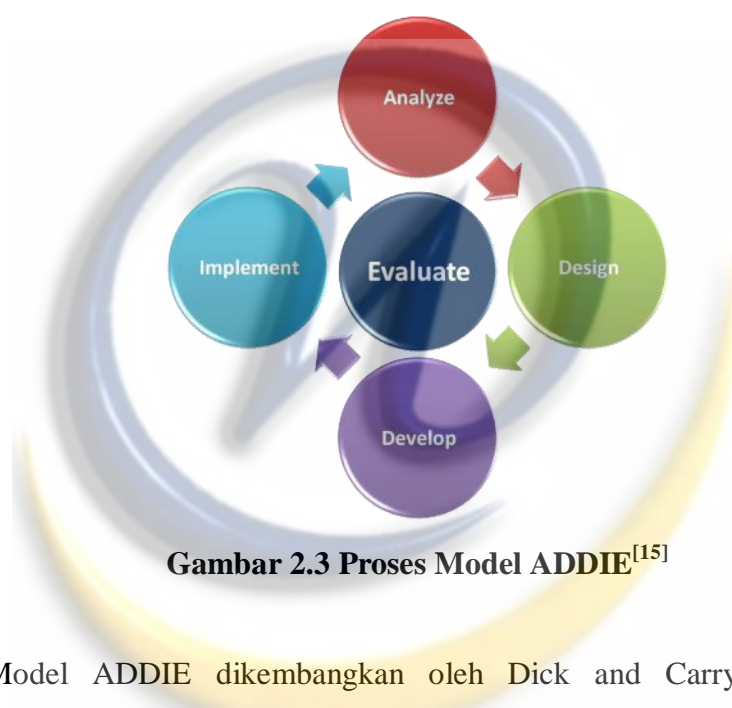 Analyze
Implement
Evaluate
Design
Develop
Gambar 2.3 Proses Model ADDIE[15]
Model ADDIE dikembangkan oleh Dick and Carry